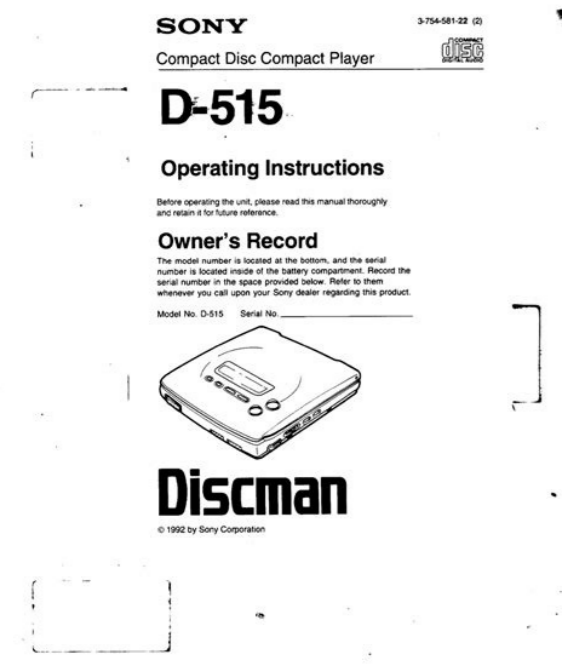 SONY
3-754-581-22 (2)
COMPACT
disc
DIGITAL AUDIO
Compact Disc Compact Player
D-515
Operating Instructions
Before operating the unit, please read this manual thoroughly
and retain it for future reference.
Owner's Record
The model number is located at the bottom, and the serial
number is located inside of the battery compartment. Record the
serial number in the space provided below. Refer to them
whenever you call upon your Sony dealer regarding this product.
Model No. D-515 Serial No.
Discman
© 1992 by Sony Corporation